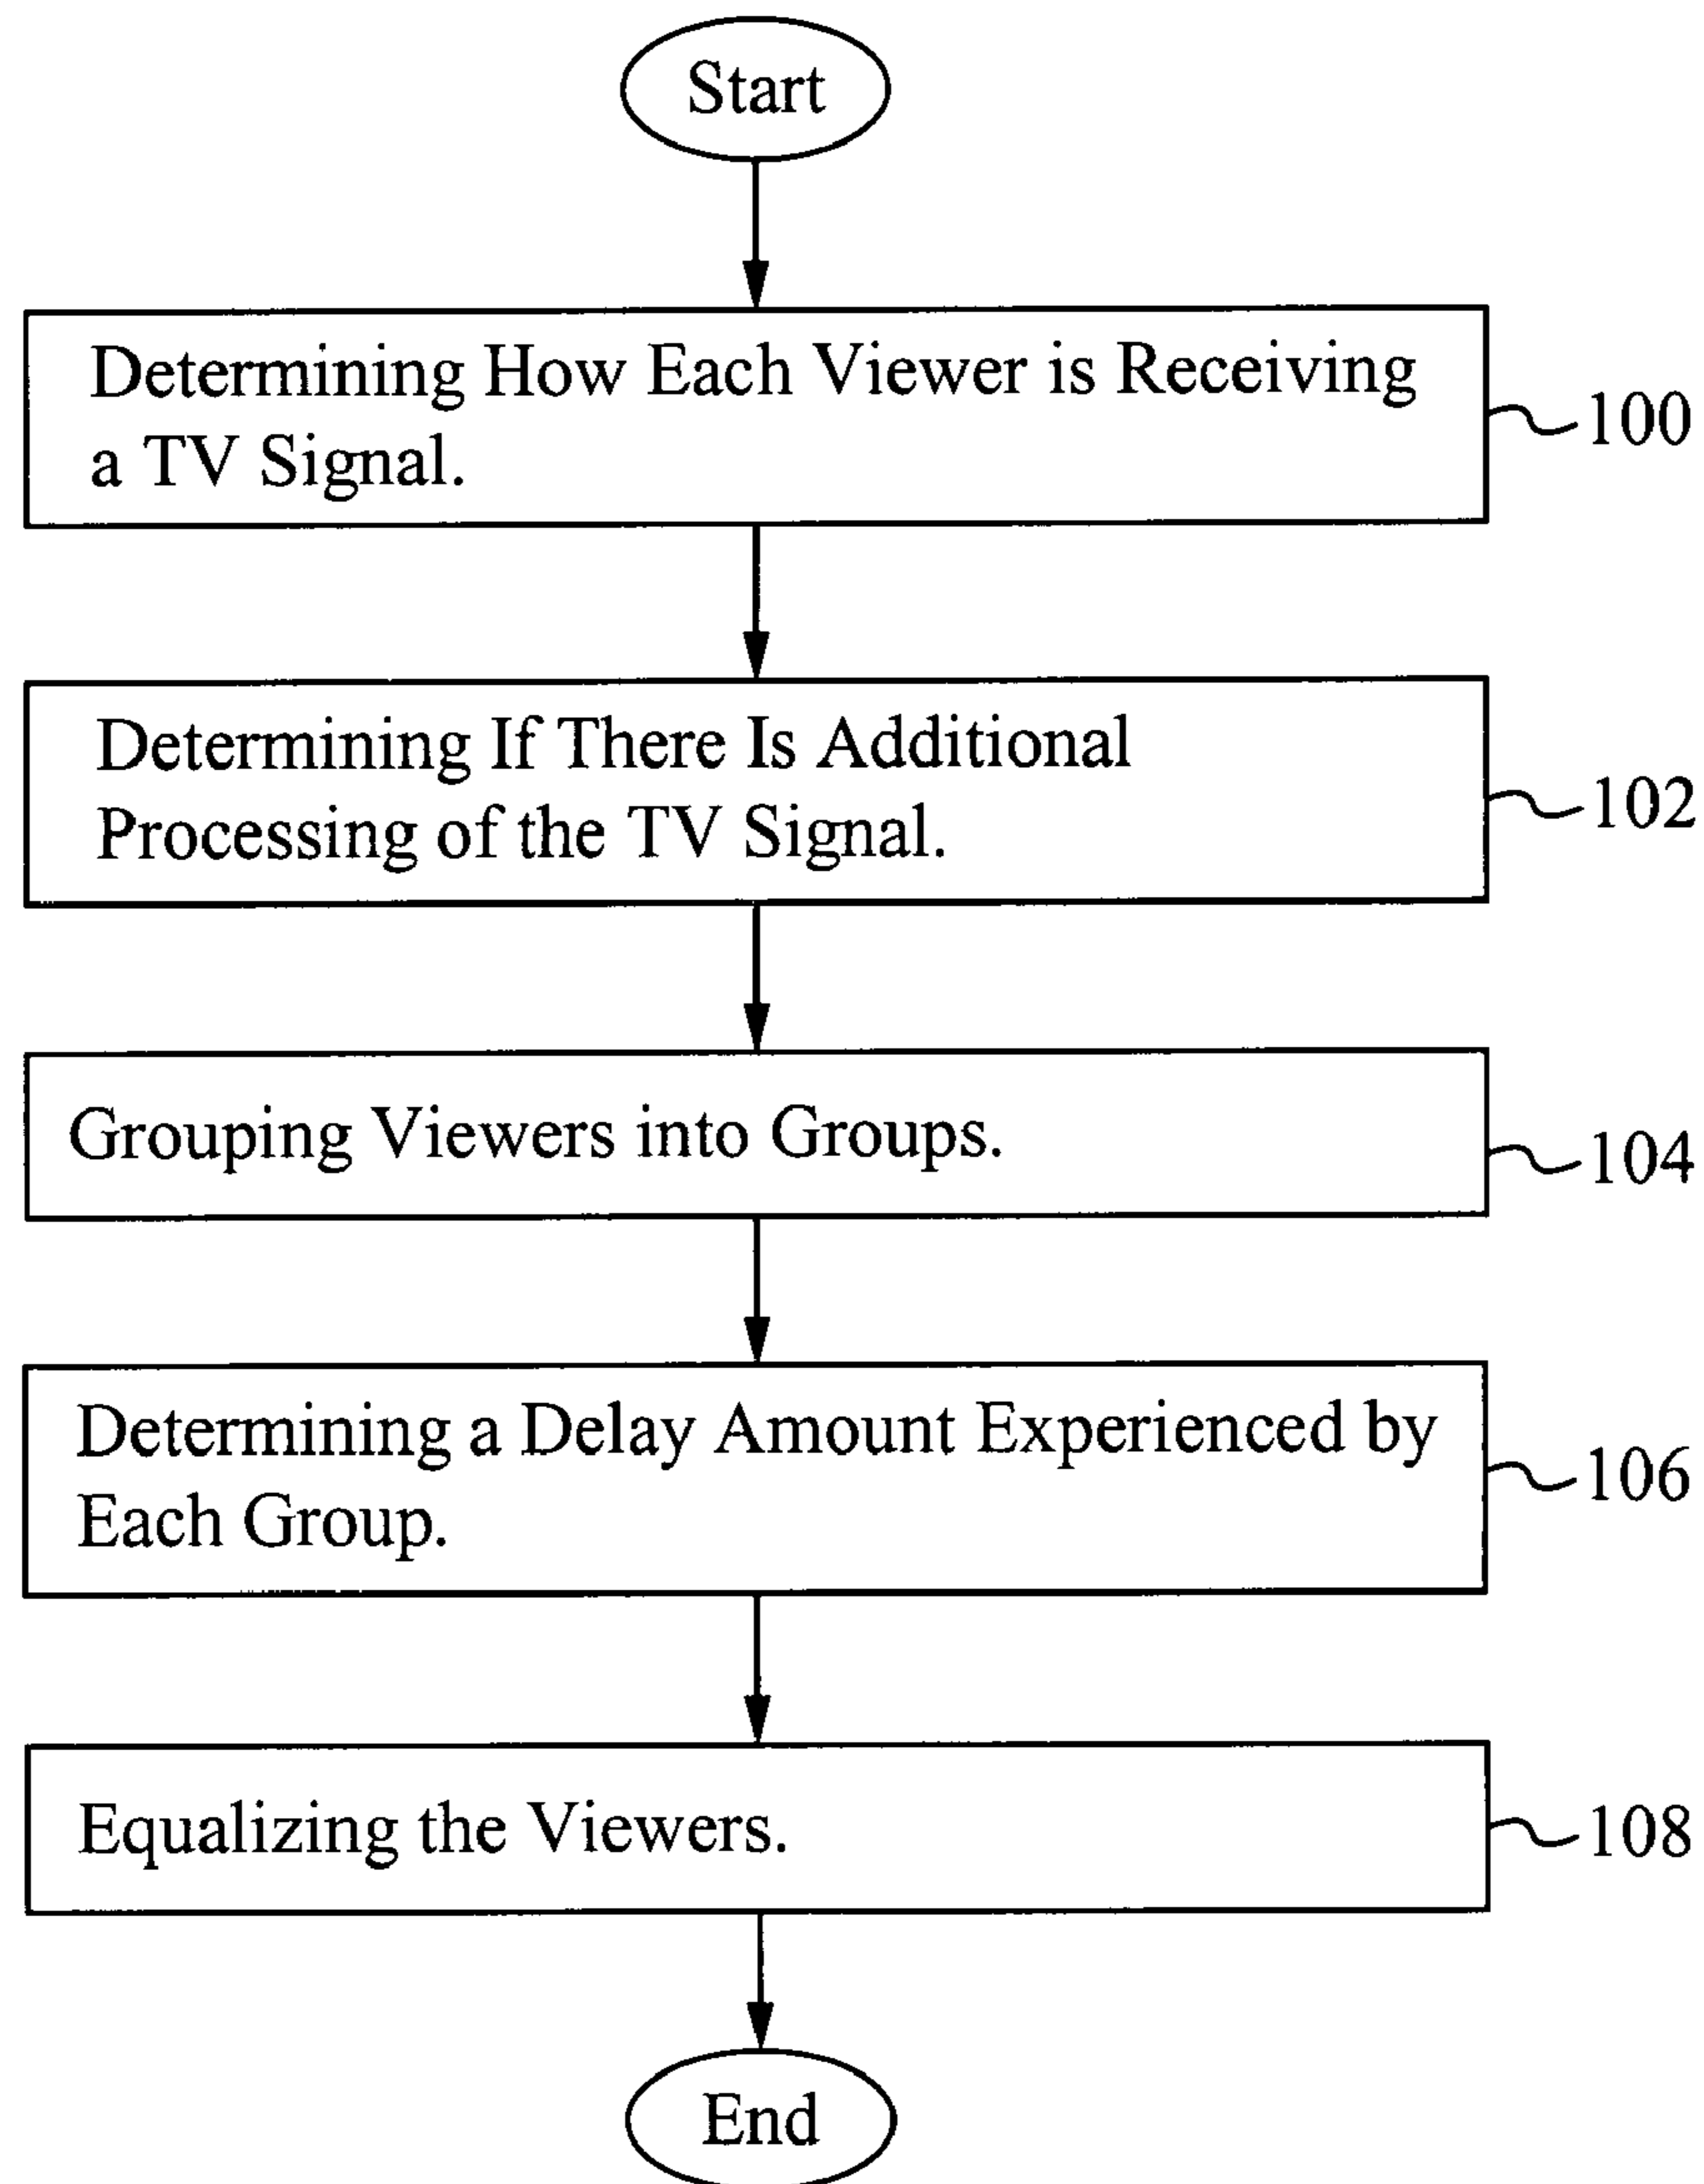 Start
Determining How Each Viewer is Receiving
a TV Signal.
100
Determining If There Is Additional
Processing of the TV Signal.
102
Grouping Viewers into Groups.
104
Determining a Delay Amount Experienced by
Each Group.
106
Equalizing the Viewers.
108
End